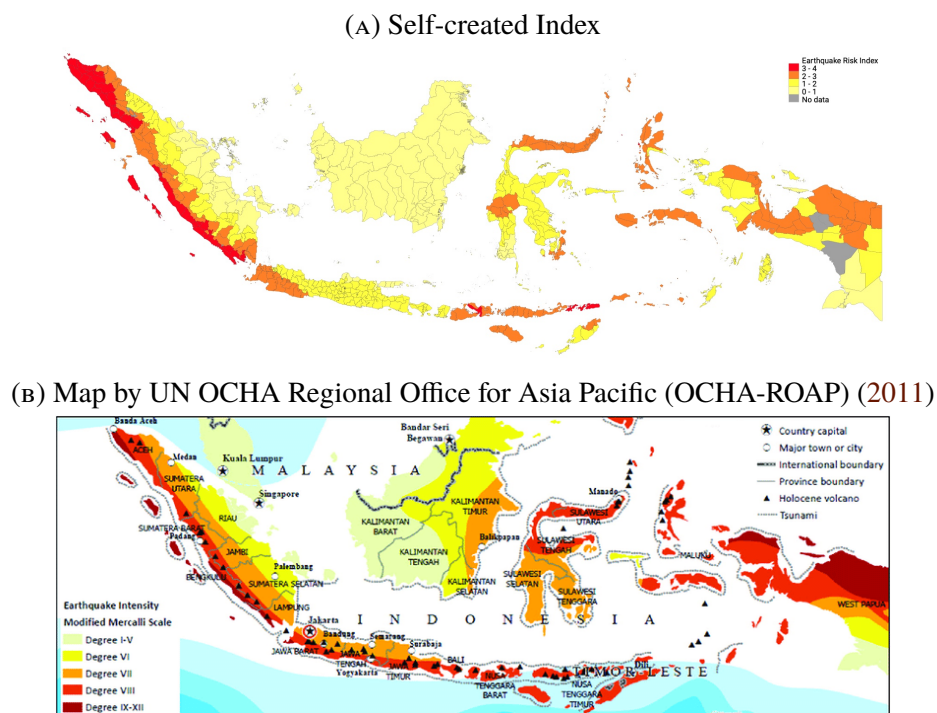 (A) Self-created Index
Earthquake Risk Index
3 - 4
2 - 3
1 - 2
0 - 1
No data
(B) Map by UN OCHA Regional Office for Asia Pacific (OCHA-ROAP) (2011)
Banda Aceh
ACEH
Medan
SUMATERA
UTARA
Kuala Lumpur
MALAYSIA
Singapore
RIAU
SUMATERA BARAT
Padang
JAMBI
BENGKULU
Palembang
SUMATERA SELATAN
LAMPUNG
Bandar Seri
Begawan
KALIMANTAN
TIMUR
KALIMANTAN
BARAT
KALIMANTAN
TENGAH
Balikpapan
KALIMANTAN
SELATAN
Manado
SULAWESI
UTARA
SULAWESI
TENGAH
SULAWESI
SELATAN
SULAWESI
TENGGARA
MALUKU
WEST PAPUA
INDONESIA
Jakarta
Bandung
Semarang
Surabaya
JAWA BARAT
JAWA
TENGAH
Yogyakarta
JAWA
TIMUR
BALI
NUSA
TENGGARA
BARAT
NUSA
TENGGARA
TIMUR
Dili
TIMOR-LESTE
Country capital
Major town or city
International boundary
Province boundary
Holocene volcano
Tsunami
Earthquake Intensity
Modified Mercalli Scale
Degree I-V
Degree VI
Degree VII
Degree VIII
Degree IX-XII